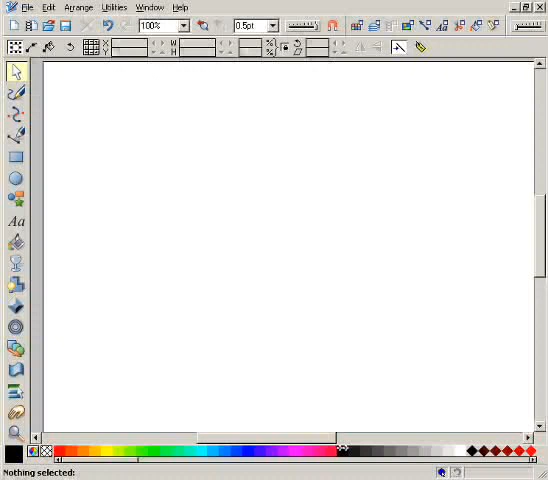 File Edit Arrange Utilities Window Help
100% 0.5pt
X W
Y H
Aa
Nothing selected: